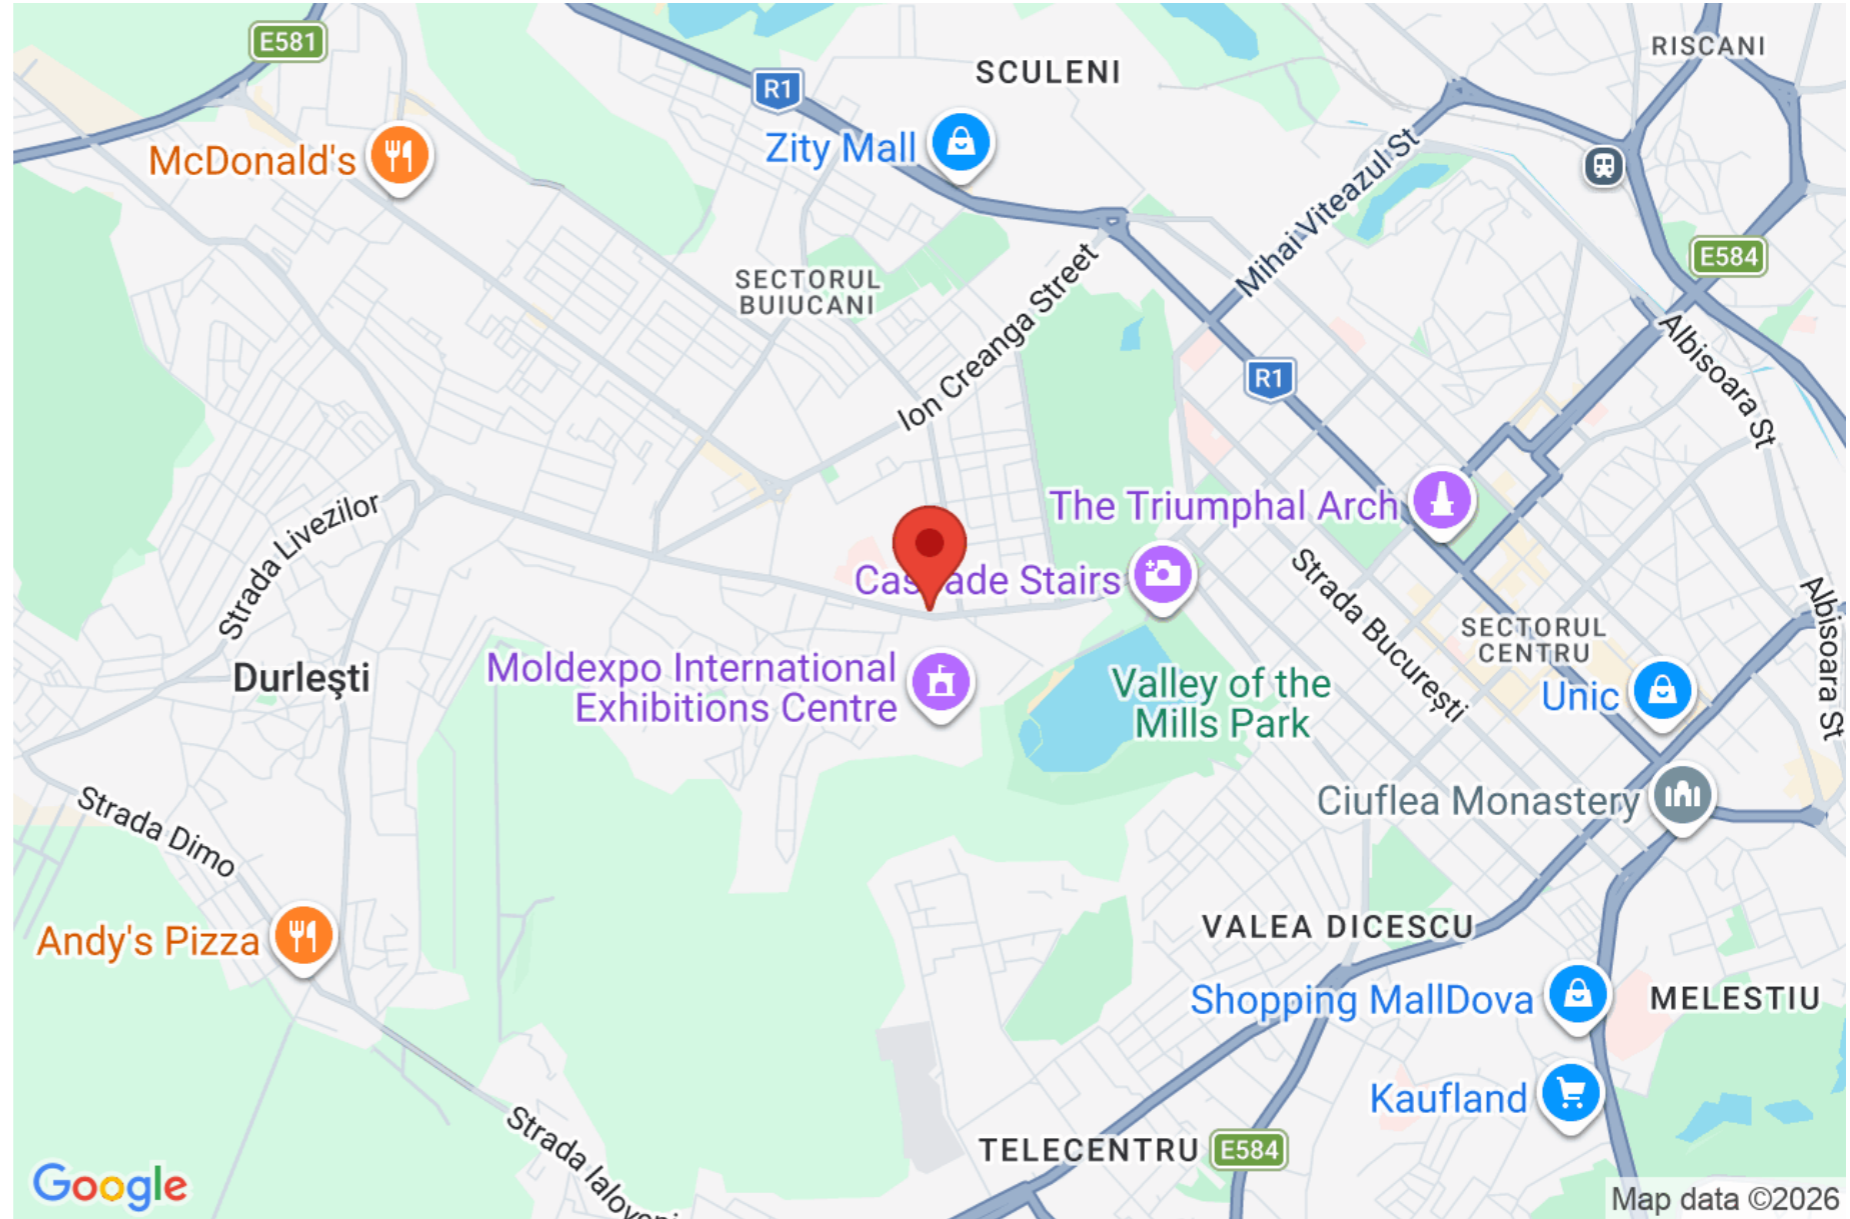 E581
SCULENI
RISCANI
R1
Zity Mall
McDonald's
Mihai Viteazul St
E584
SECTORUL
BUIUCANI
Ion Creanga Street
Albisoara St
R1
Strada Livezilor
The Triumphal Arch
Cascade Stairs
Strada București
Albisoara St
SECTORUL
CENTRU
Durleşti
Moldexpo International
Exhibitions Centre
Valley of the
Mills Park
Unic
Strada Dimo
Ciuflea Monastery
Andy's Pizza
VALEA DICESCU
Shopping MallDova
MELESTIU
Kaufland
Strada Ialoveni
TELECENTRU
E584
Google
Map data ©2026